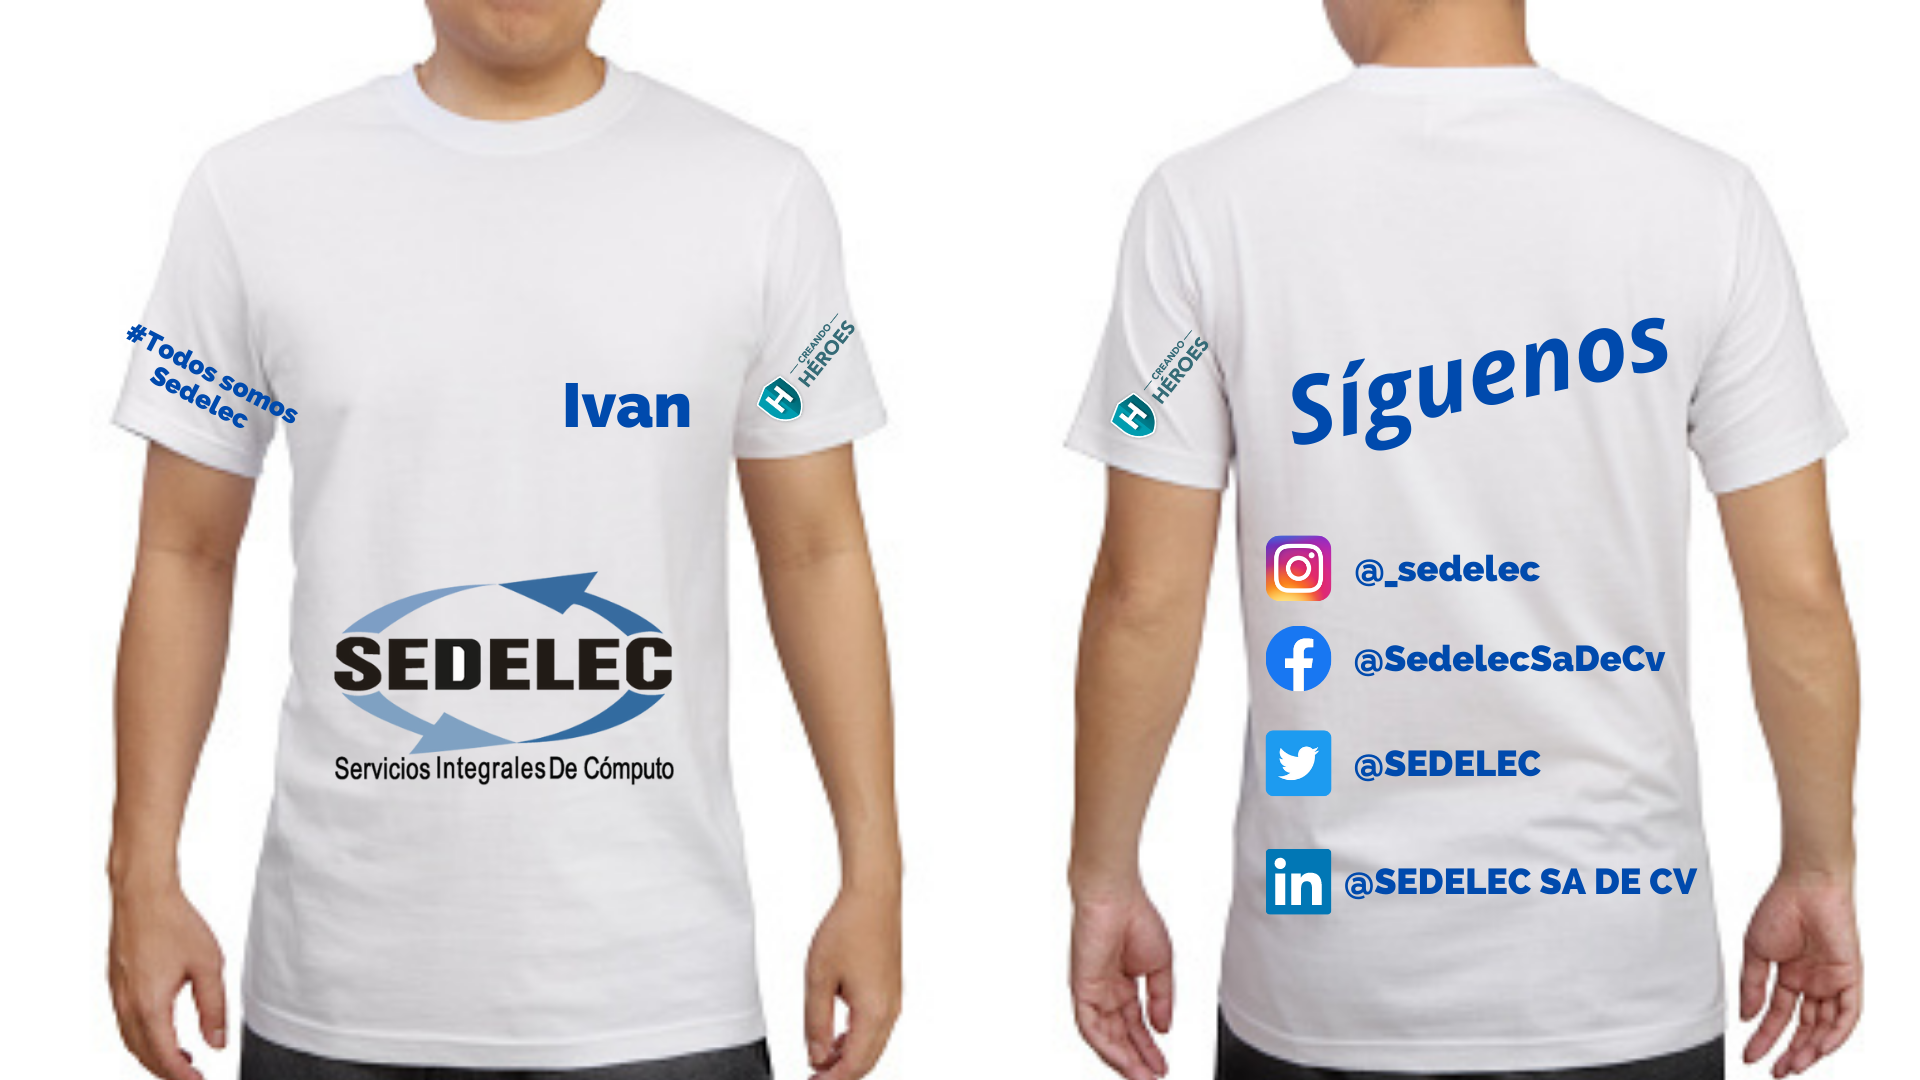 #Todos somos
Sedelec
Ivan
CREANDO
HÉROES
H
SEDELEC
Servicios Integrales De Cómputo
CREANDO
HÉROES
H
Síguenos
@_sedelec
@SedelecSaDeCv
@SEDELEC
in @SEDELEC SA DE CV